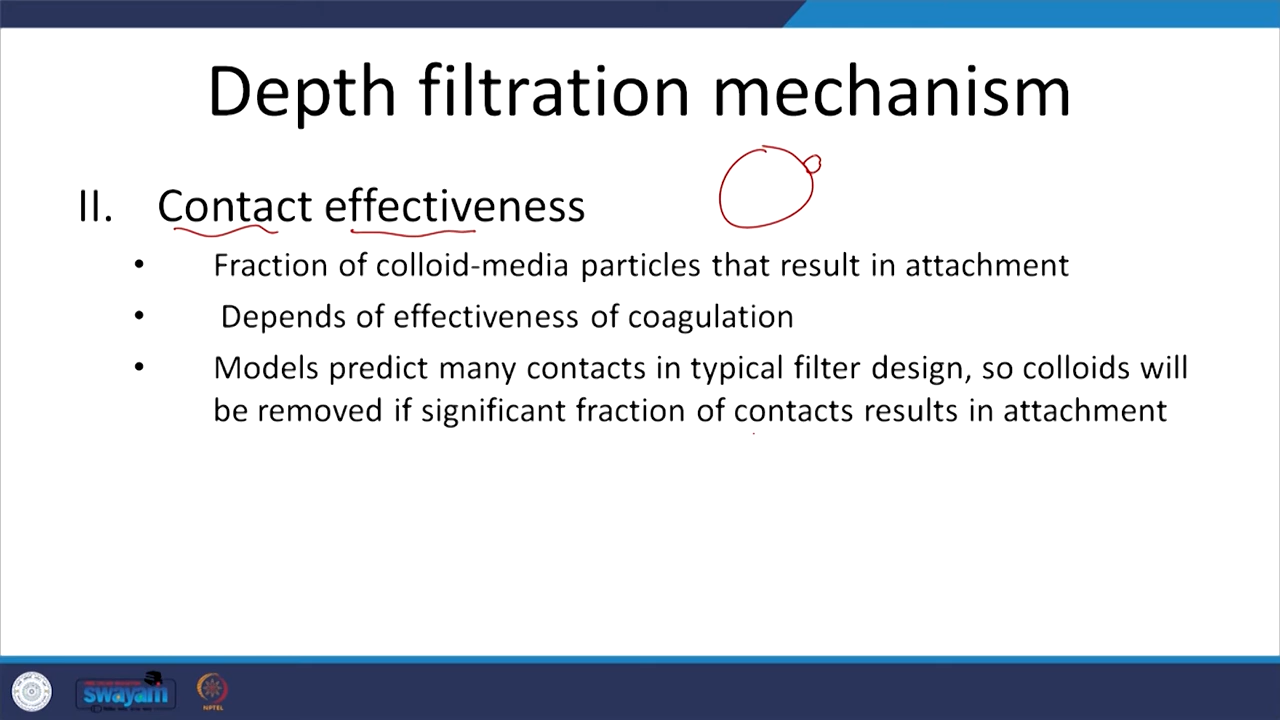 Depth filtration mechanism
II. Contact effectiveness
• Fraction of colloid-media particles that result in attachment
• Depends of effectiveness of coagulation
• Models predict many contacts in typical filter design, so colloids will
be removed if significant fraction of contacts results in attachment
swayam
NPTEL